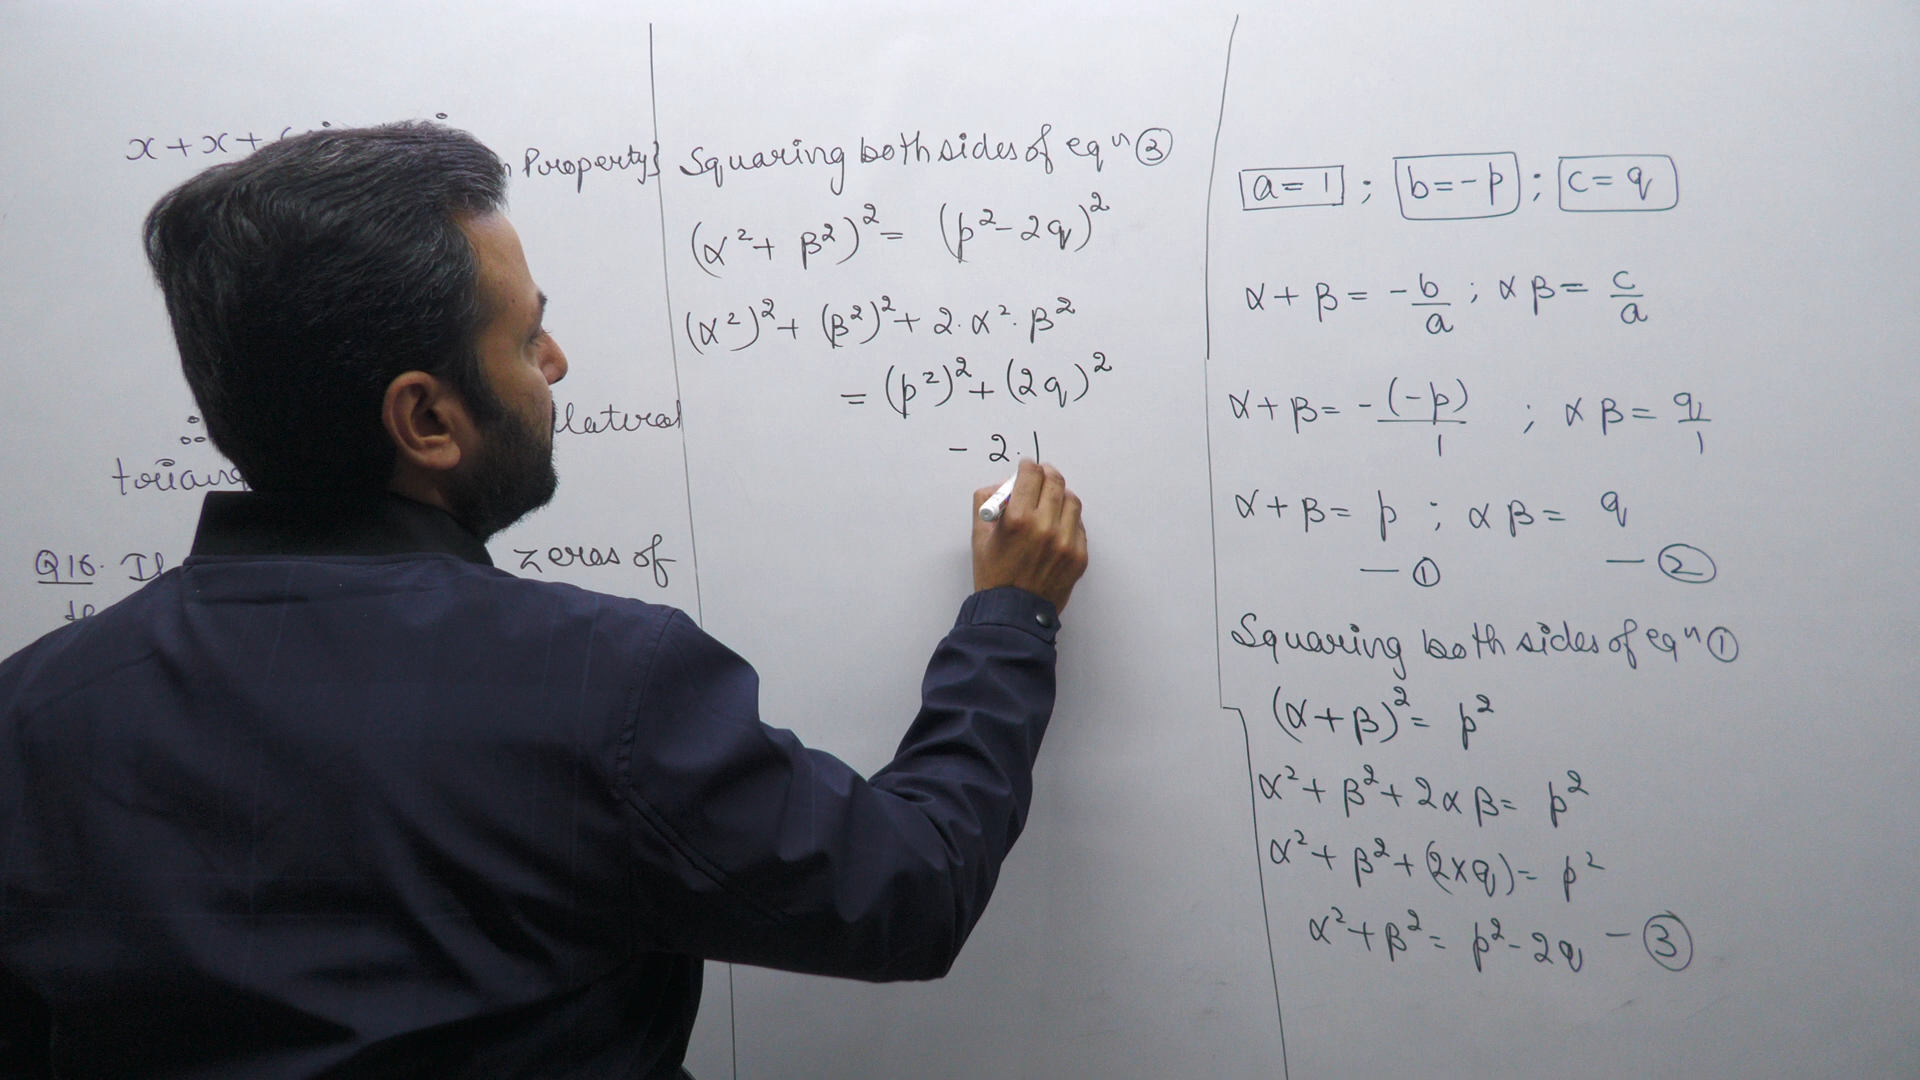 x + x +
Property}
∴
lateral
Q16. If zeros of
Squaring both sides of eqⁿ ③
(α² + β²)² = (p² - 2q)²
(α²)² + (β²)² + 2·α²·β²
= (p²)² + (2q)²
- 2·
a = 1 ; b = -p ; c = q
α + β = -b/a ; αβ = c/a
α + β = -(-p)/1 ; αβ = q/1
α + β = p ; αβ = q
— ① — ②
Squaring both sides of eqⁿ ①
(α + β)² = p²
α² + β² + 2αβ = p²
α² + β² + (2×q) = p²
α² + β² = p² - 2q — ③